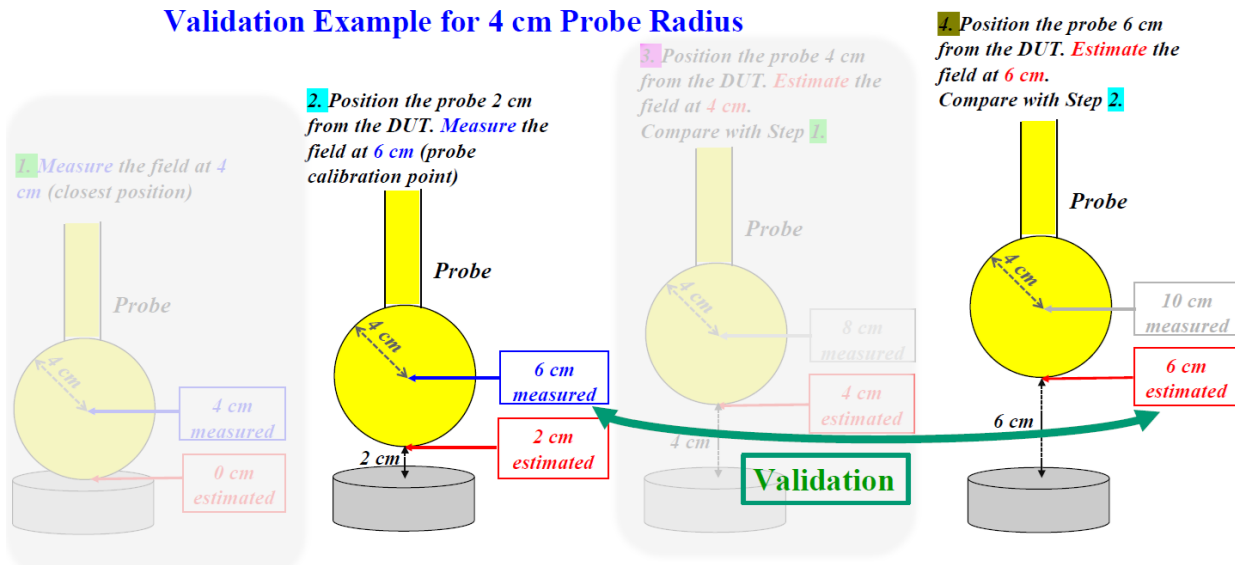 Validation Example for 4 cm Probe Radius
1. Measure the field at 4
cm (closest position)
Probe
4 cm
4 cm
measured
0 cm
estimated
2. Position the probe 2 cm
from the DUT. Measure the
field at 6 cm (probe
calibration point)
Probe
4 cm
6 cm
measured
2 cm
estimated
2 cm
3. Position the probe 4 cm
from the DUT. Estimate the
field at 4 cm.
Compare with Step 1.
Probe
4 cm
8 cm
measured
4 cm
estimated
4 cm
4. Position the probe 6 cm
from the DUT. Estimate the
field at 6 cm.
Compare with Step 2.
Probe
4 cm
10 cm
measured
6 cm
estimated
6 cm
Validation